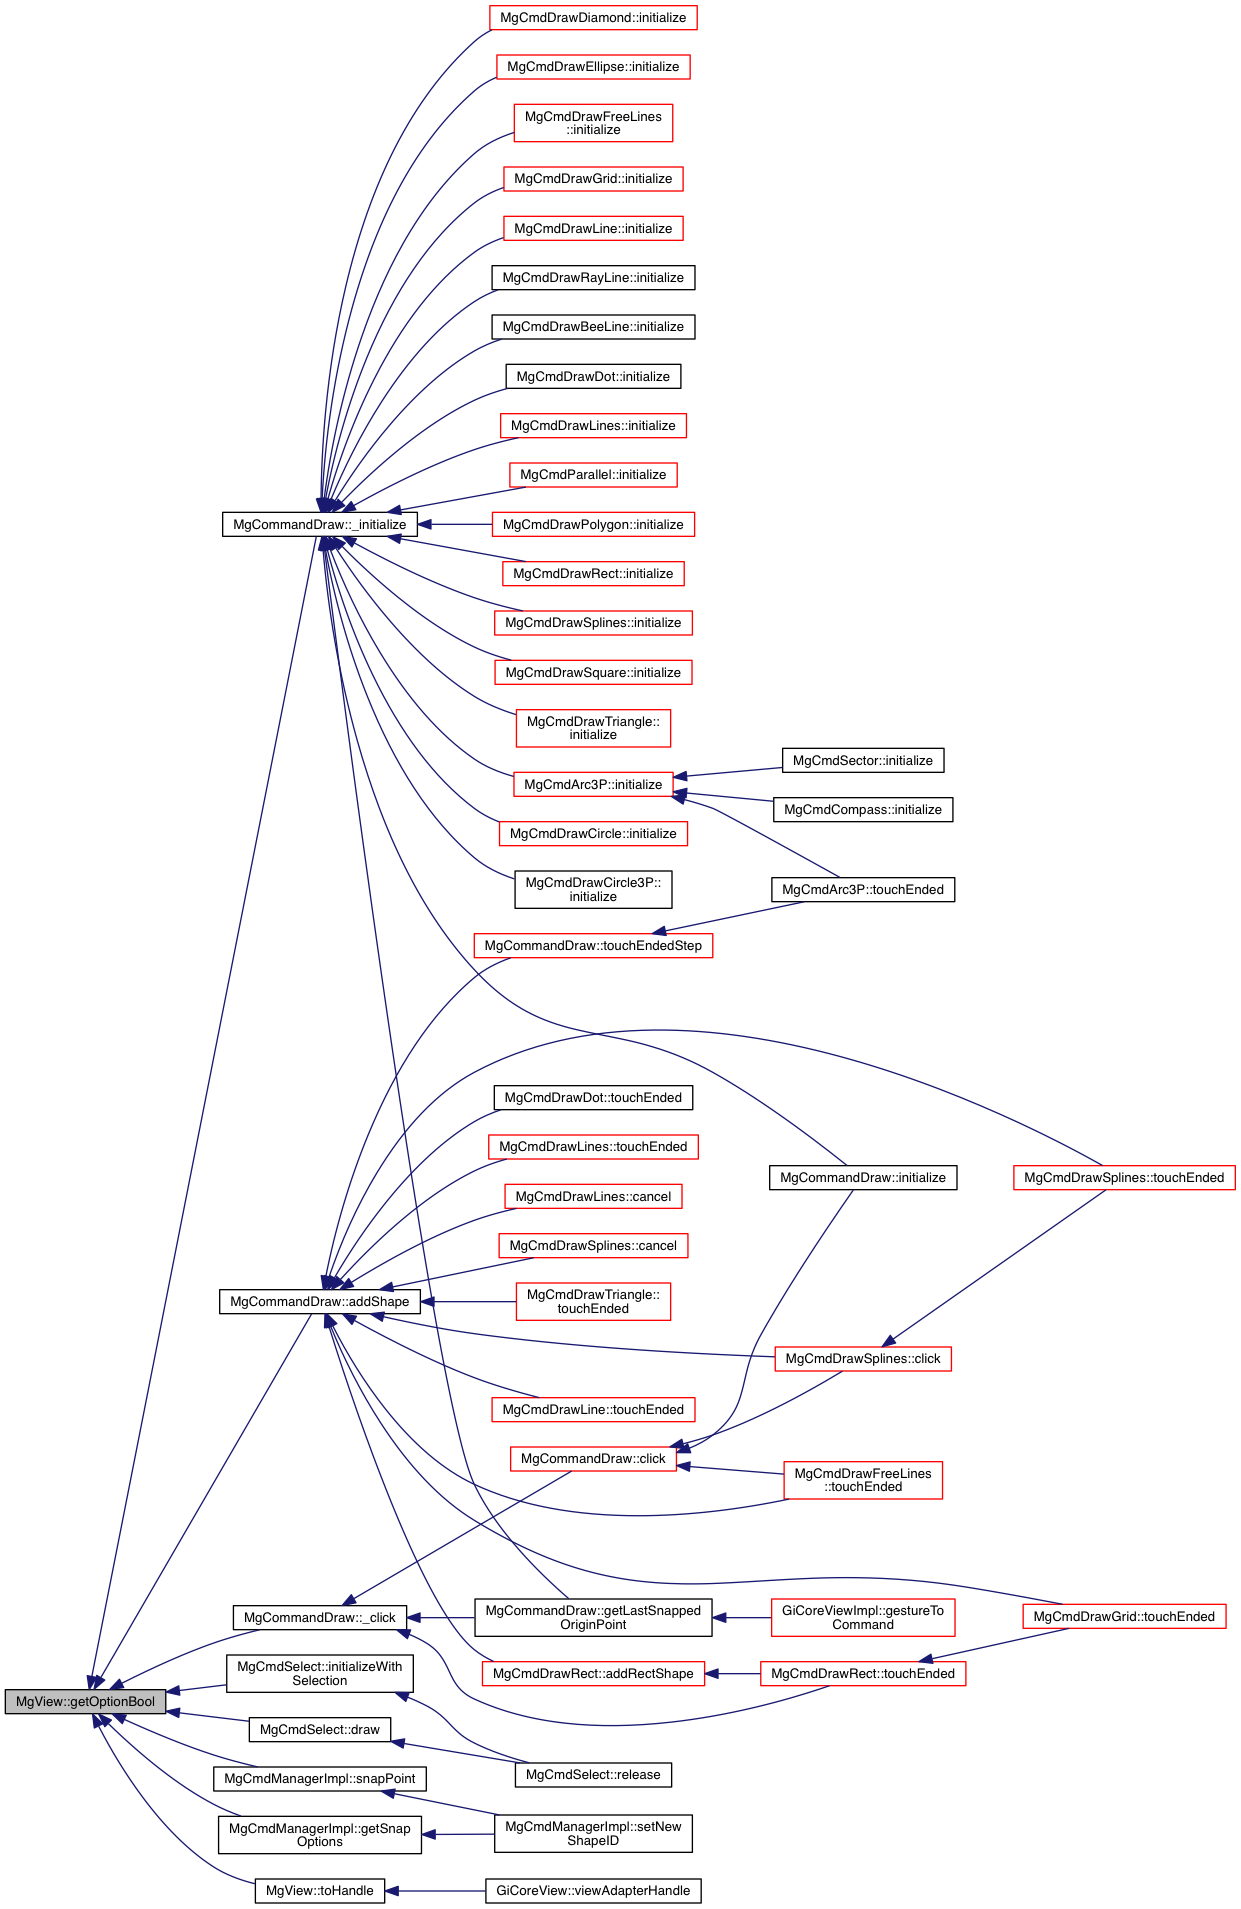 MgCmdDrawDiamond::initialize
MgCmdDrawEllipse::initialize
MgCmdDrawFreeLines
::initialize
MgCmdDrawGrid::initialize
MgCmdDrawLine::initialize
MgCmdDrawRayLine::initialize
MgCmdDrawBeeLine::initialize
MgCmdDrawDot::initialize
MgCmdDrawLines::initialize
MgCmdParallel::initialize
MgCommandDraw::_initialize
MgCmdDrawPolygon::initialize
MgCmdDrawRect::initialize
MgCmdDrawSplines::initialize
MgCmdDrawSquare::initialize
MgCmdDrawTriangle::
initialize
MgCmdSector::initialize
MgCmdArc3P::initialize
MgCmdCompass::initialize
MgCmdDrawCircle::initialize
MgCmdDrawCircle3P::
initialize
MgCmdArc3P::touchEnded
MgCommandDraw::touchEndedStep
MgCmdDrawDot::touchEnded
MgCmdDrawLines::touchEnded
MgCommandDraw::initialize
MgCmdDrawSplines::touchEnded
MgCmdDrawLines::cancel
MgCmdDrawSplines::cancel
MgCommandDraw::addShape
MgCmdDrawTriangle::
touchEnded
MgCmdDrawSplines::click
MgCmdDrawLine::touchEnded
MgCommandDraw::click
MgCmdDrawFreeLines
::touchEnded
MgCommandDraw::_click
MgCommandDraw::getLastSnapped
OriginPoint
GiCoreViewImpl::gestureTo
Command
MgCmdDrawGrid::touchEnded
MgCmdSelect::initializeWith
Selection
MgCmdDrawRect::addRectShape
MgCmdDrawRect::touchEnded
MgView::getOptionBool
MgCmdSelect::draw
MgCmdSelect::release
MgCmdManagerImpl::snapPoint
MgCmdManagerImpl::getSnap
Options
MgCmdManagerImpl::setNew
ShapeID
MgView::toHandle
GiCoreView::viewAdapterHandle